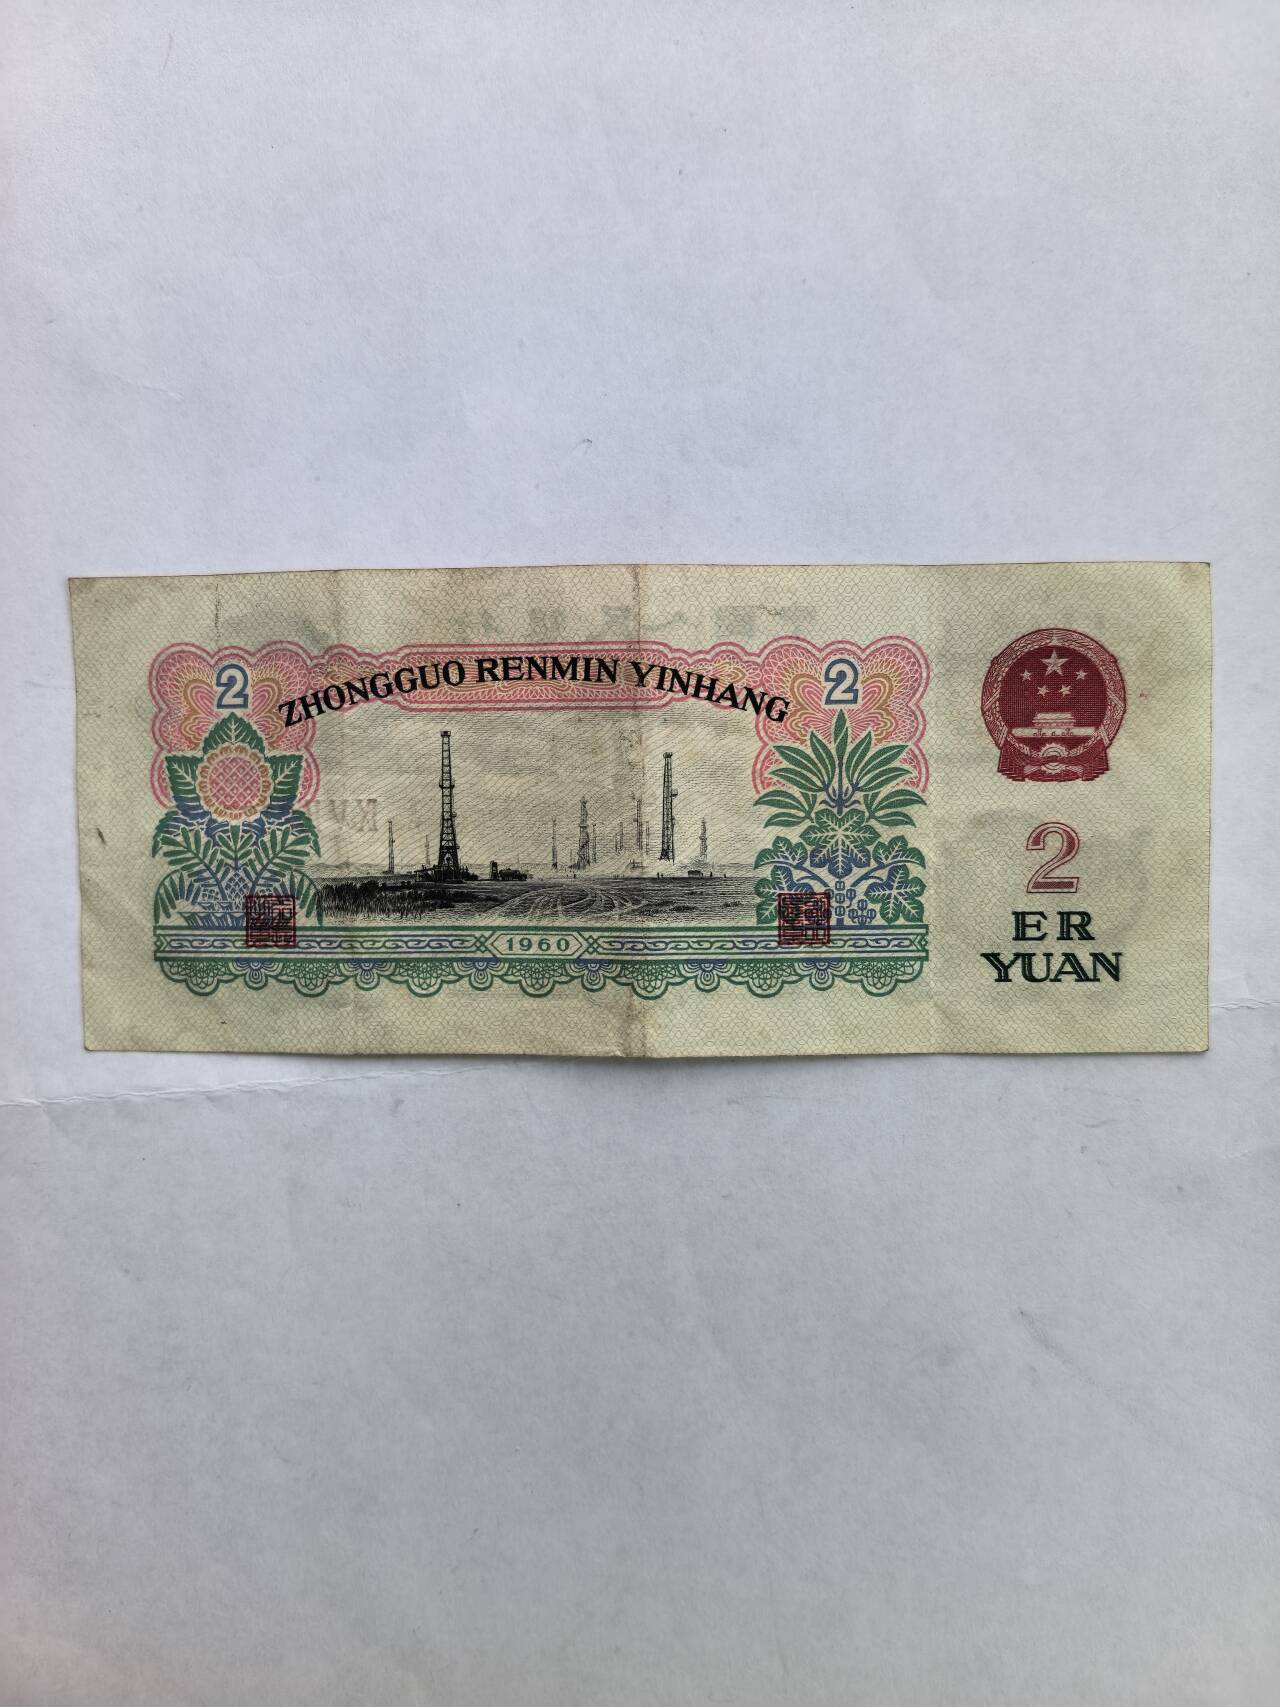 2
ZHONGGUO RENMIN YINHANG
2
1960
2
ER
YUAN